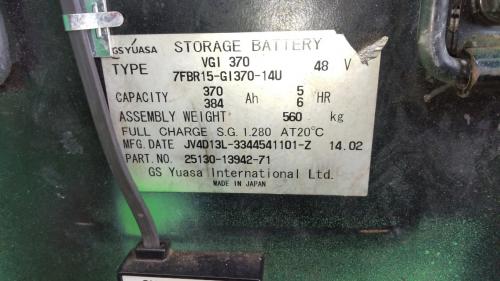 GS YUASA STORAGE BATTERY
TYPE VGI 370 48 V
7FBR15-GI370-14U
CAPACITY 370 Ah 5 HR
384 6
ASSEMBLY WEIGHT 560 kg
FULL CHARGE S.G. 1.280 AT20°C
MFG. DATE JV4D13L-3344541101-Z 14.02
PART.NO. 25130-13942-71
GS Yuasa International Ltd.
MADE IN JAPAN